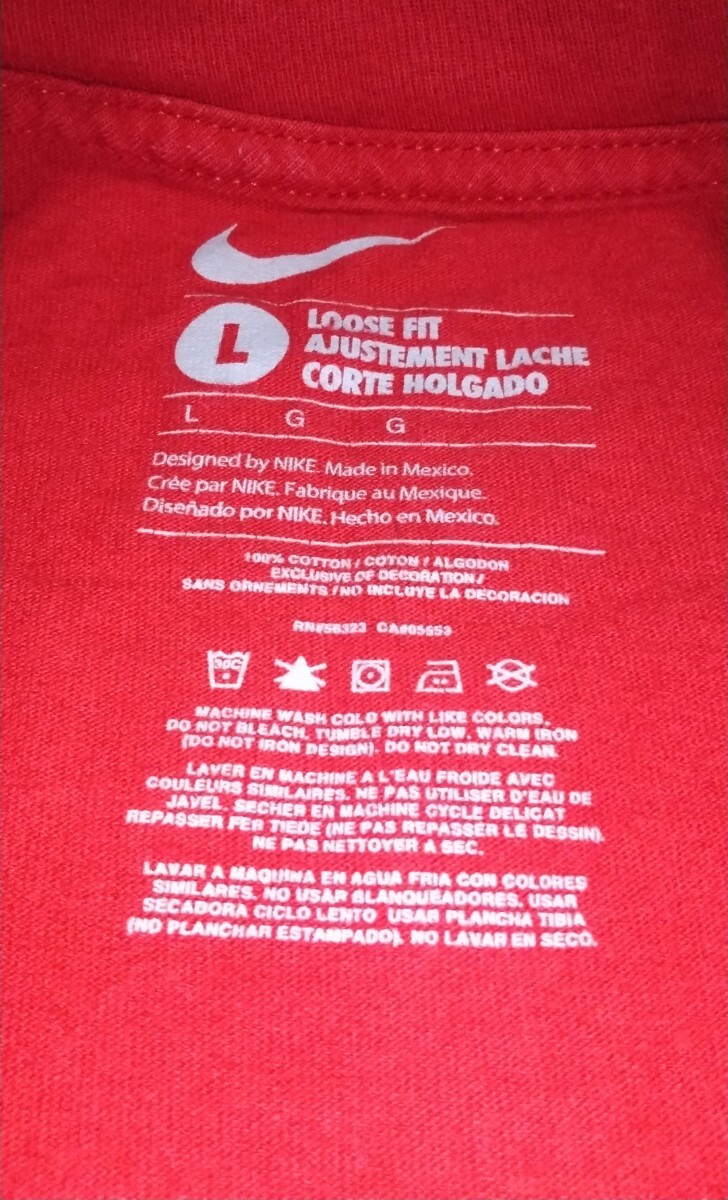 L
LOOSE FIT
AJUSTEMENT LACHE
CORTE HOLGADO
L G G
Designed by NIKE. Made in Mexico.
Crée par NIKE. Fabrique au Mexique.
Diseñado por NIKE. Hecho en Mexico.
100% COTTON / COTON / ALGODON
EXCLUSIVE OF DECORATION /
SANS ORNEMENTS / NO INCLUYE LA DECORACION
RN#56323 CA#05553
30C
MACHINE WASH COLD WITH LIKE COLORS.
DO NOT BLEACH. TUMBLE DRY LOW. WARM IRON
(DO NOT IRON DESIGN). DO NOT DRY CLEAN.
LAVER EN MACHINE A L'EAU FROIDE AVEC
COULEURS SIMILAIRES. NE PAS UTILISER D'EAU DE
JAVEL. SECHER EN MACHINE CYCLE DELICAT
REPASSER FER TIEDE (NE PAS REPASSER LE DESSIN).
NE PAS NETTOYER A SEC.
LAVAR A MAQUINA EN AGUA FRIA CON COLORES
SIMILARES. NO USAR BLANQUEADORES. USAR
SECADORA CICLO LENTO USAR PLANCHA TIBIA
(NO PLANCHAR ESTAMPADO). NO LAVAR EN SECO.